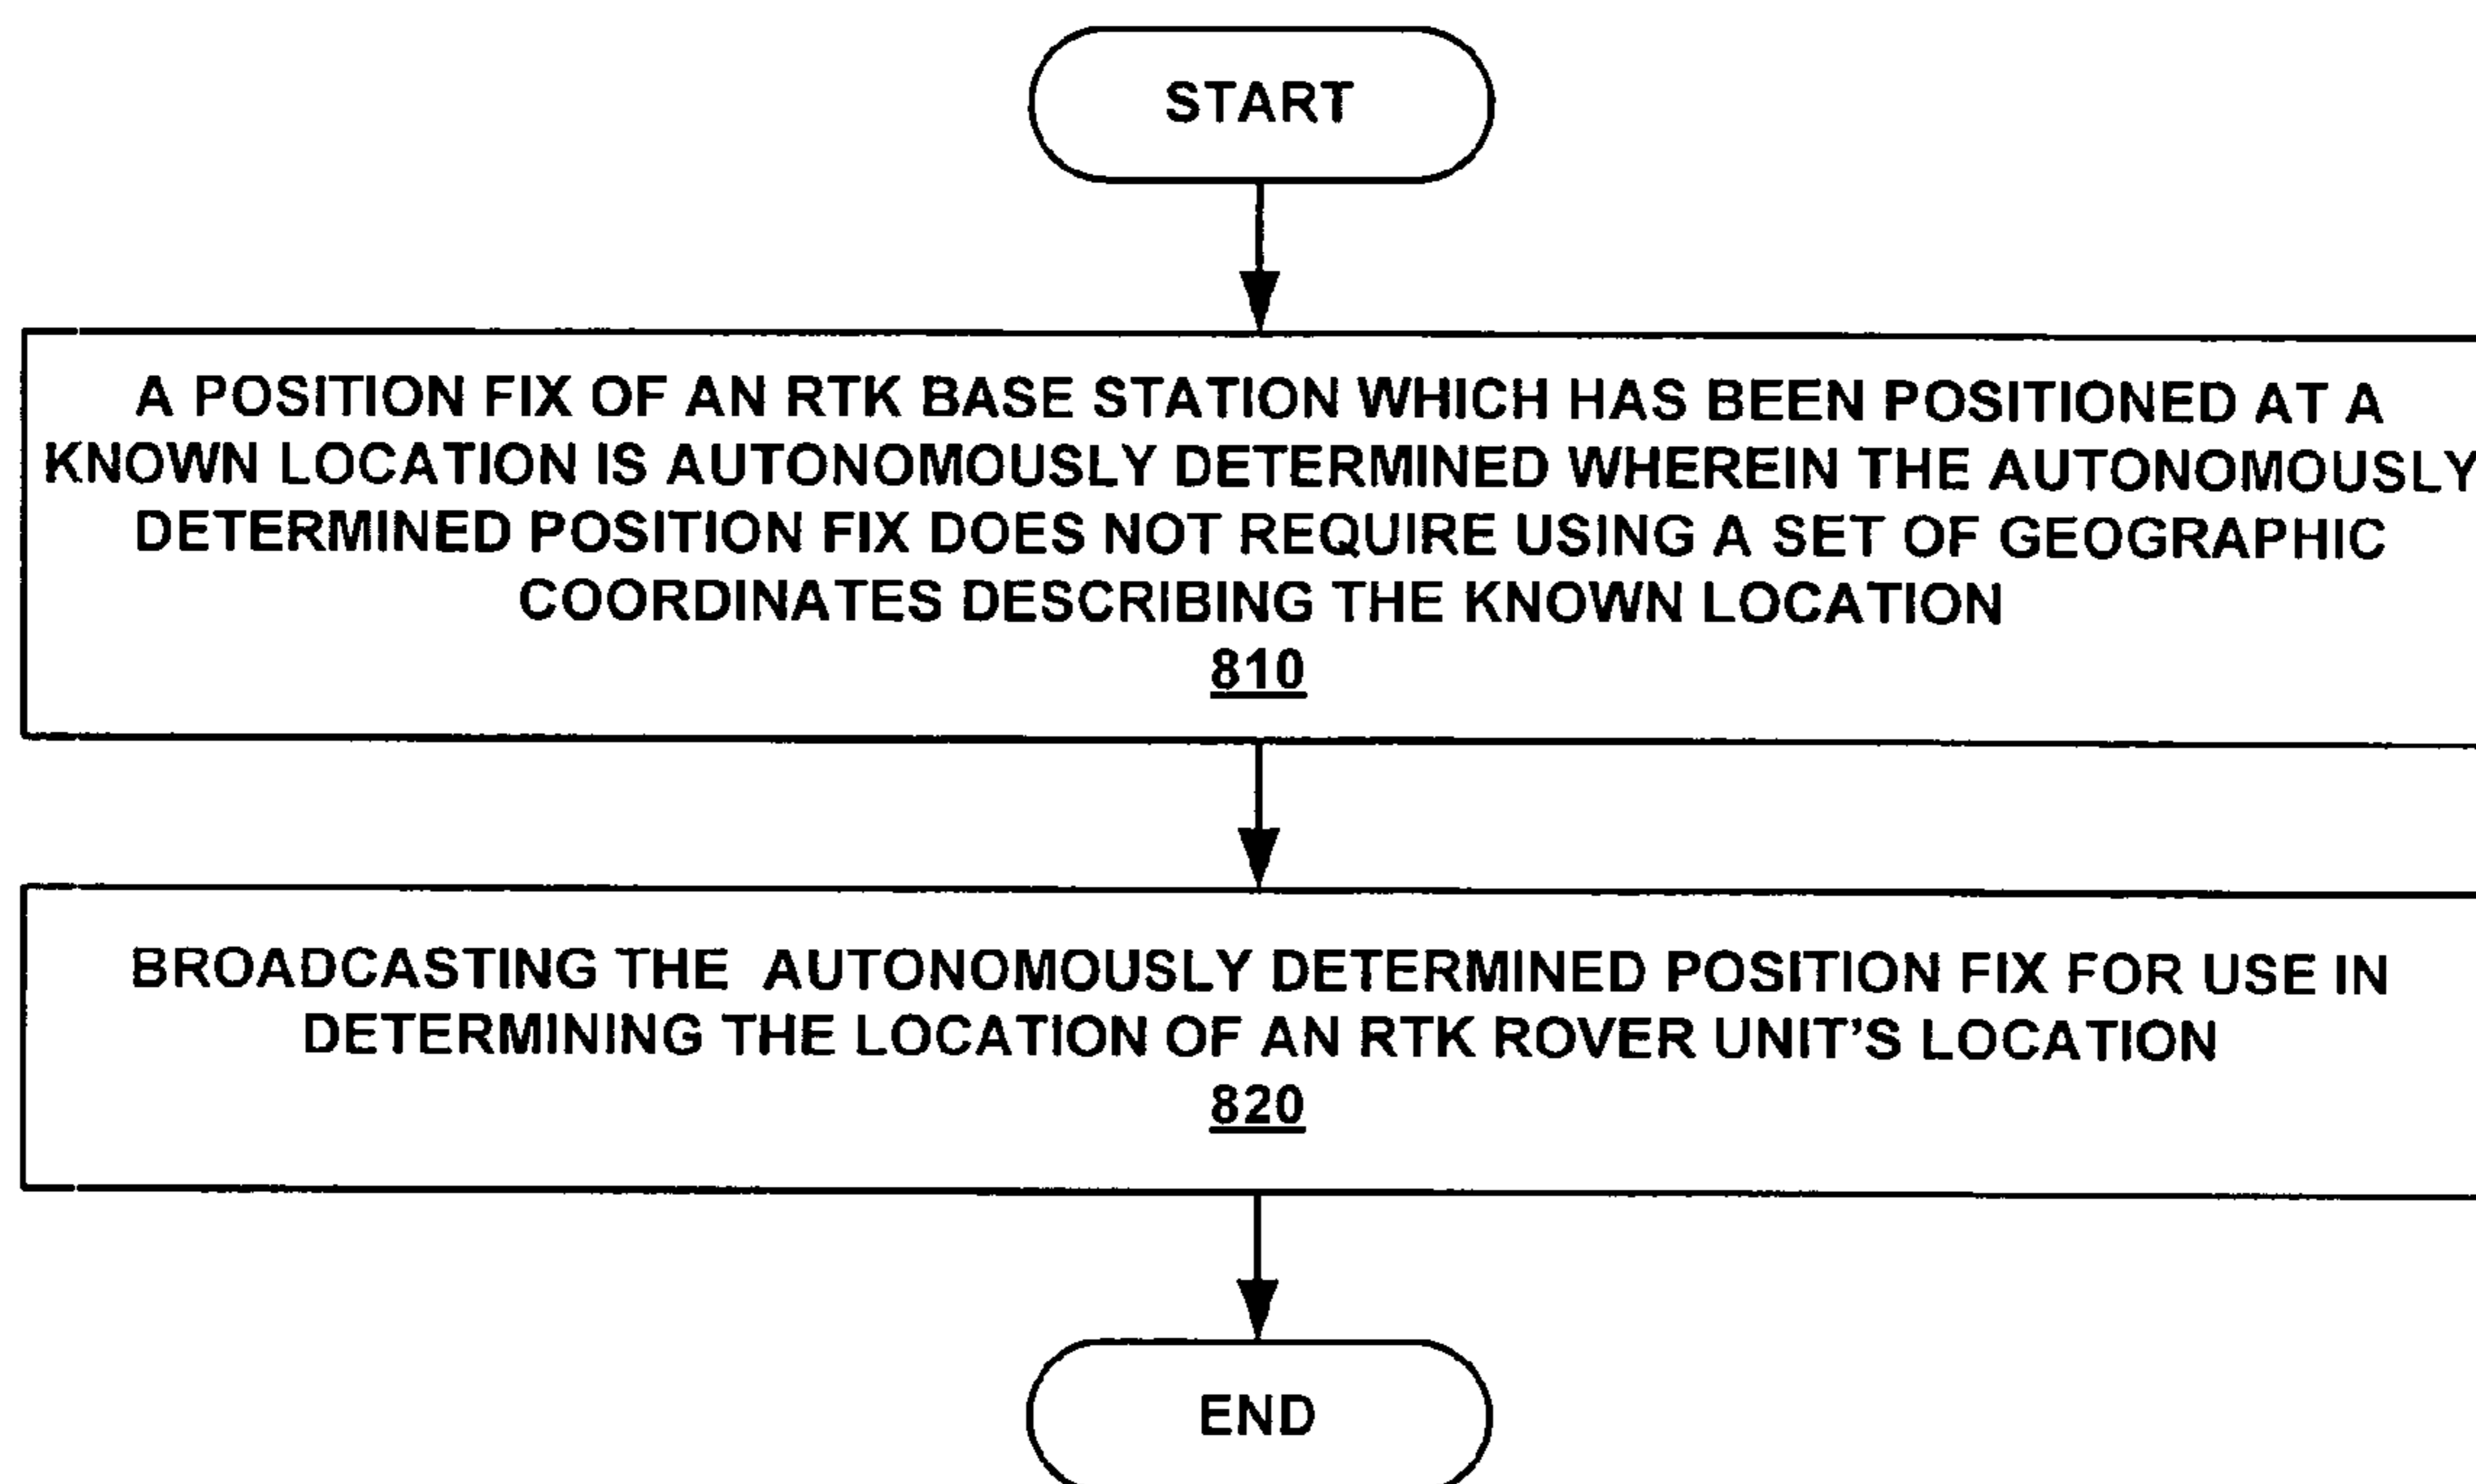 START
A POSITION FIX OF AN RTK BASE STATION WHICH HAS BEEN POSITIONED AT A
KNOWN LOCATION IS AUTONOMOUSLY DETERMINED WHEREIN THE AUTONOMOUSLY
DETERMINED POSITION FIX DOES NOT REQUIRE USING A SET OF GEOGRAPHIC
COORDINATES DESCRIBING THE KNOWN LOCATION
810
BROADCASTING THE AUTONOMOUSLY DETERMINED POSITION FIX FOR USE IN
DETERMINING THE LOCATION OF AN RTK ROVER UNIT'S LOCATION
820
END